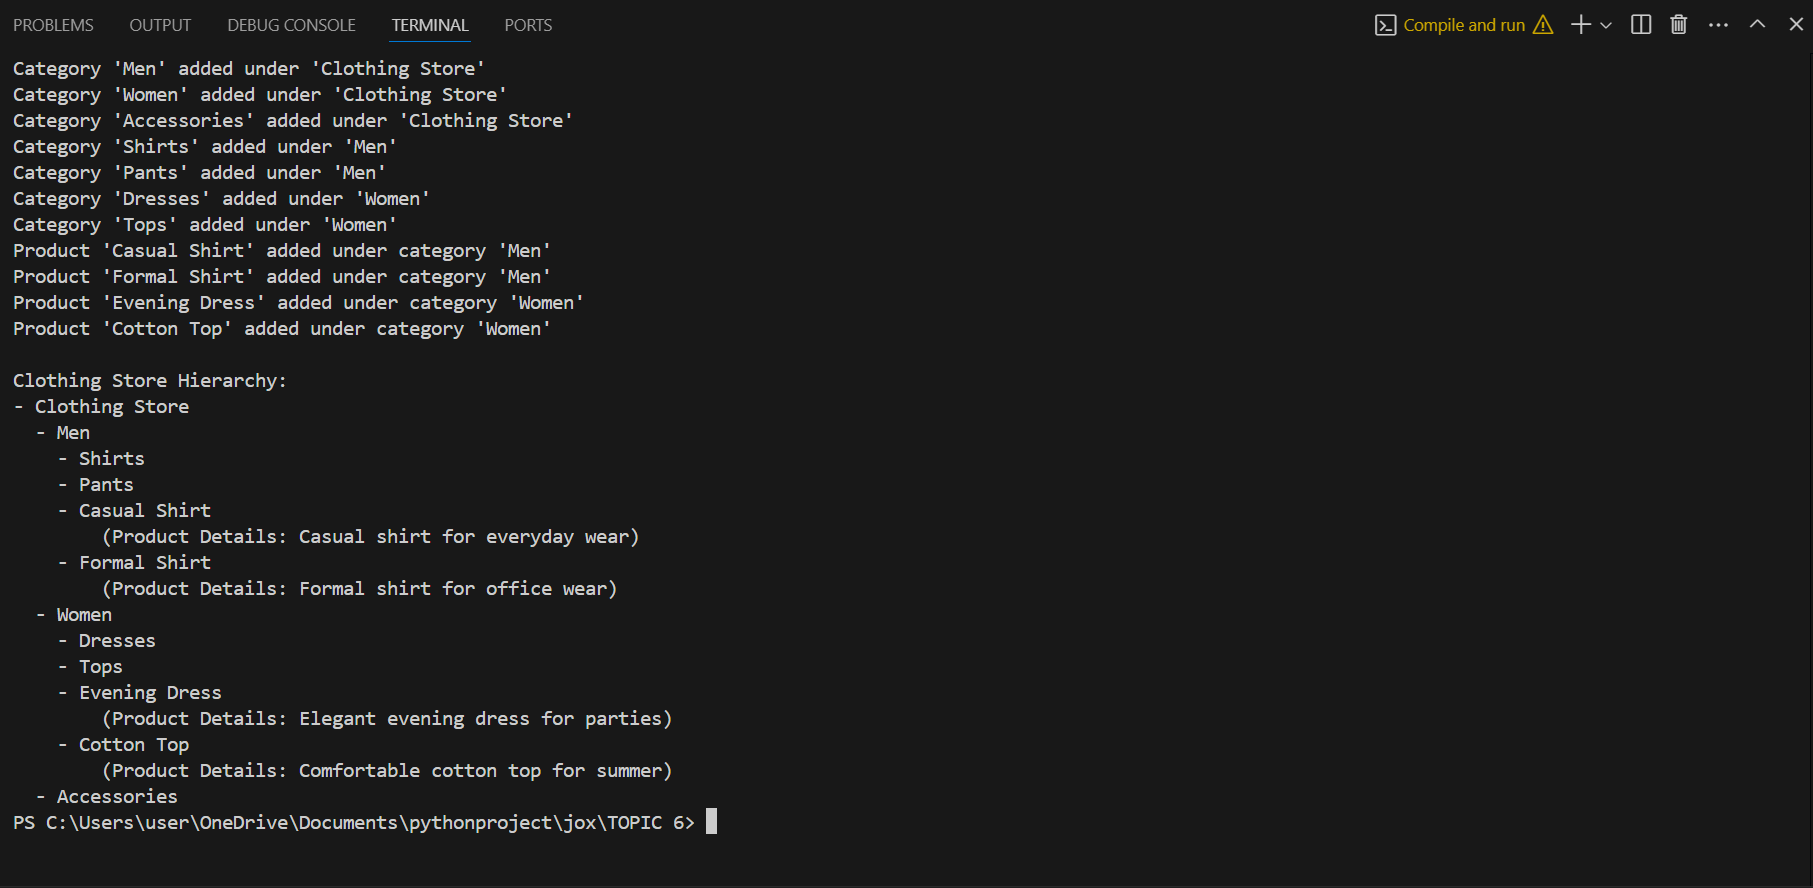 PROBLEMS OUTPUT DEBUG CONSOLE TERMINAL PORTS Compile and run
Category 'Men' added under 'Clothing Store'
Category 'Women' added under 'Clothing Store'
Category 'Accessories' added under 'Clothing Store'
Category 'Shirts' added under 'Men'
Category 'Pants' added under 'Men'
Category 'Dresses' added under 'Women'
Category 'Tops' added under 'Women'
Product 'Casual Shirt' added under category 'Men'
Product 'Formal Shirt' added under category 'Men'
Product 'Evening Dress' added under category 'Women'
Product 'Cotton Top' added under category 'Women'

Clothing Store Hierarchy:
- Clothing Store
  - Men
    - Shirts
    - Pants
    - Casual Shirt
        (Product Details: Casual shirt for everyday wear)
    - Formal Shirt
        (Product Details: Formal shirt for office wear)
  - Women
    - Dresses
    - Tops
    - Evening Dress
        (Product Details: Elegant evening dress for parties)
    - Cotton Top
        (Product Details: Comfortable cotton top for summer)
  - Accessories
PS C:\Users\user\OneDrive\Documents\pythonproject\jox\TOPIC 6>